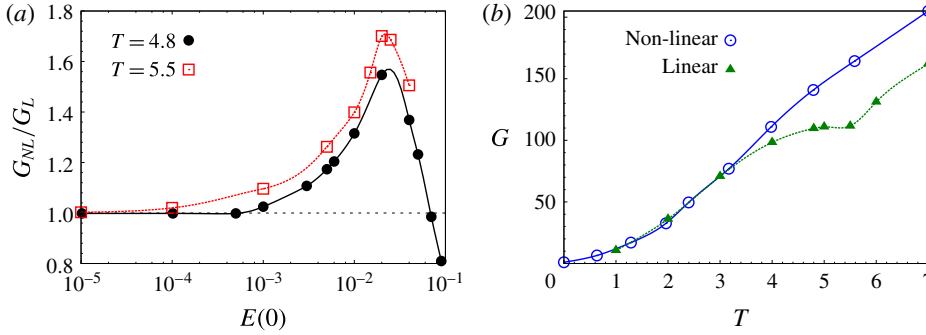 (a)
1.8
1.6
1.4
1.2
1.0
0.8
G_NL/G_L
T = 4.8
T = 5.5
10⁻⁵ 10⁻⁴ 10⁻³ 10⁻² 10⁻¹
E(0)
(b)
200
150
100
50
G
Non-linear
Linear
0 1 2 3 4 5 6 7
T